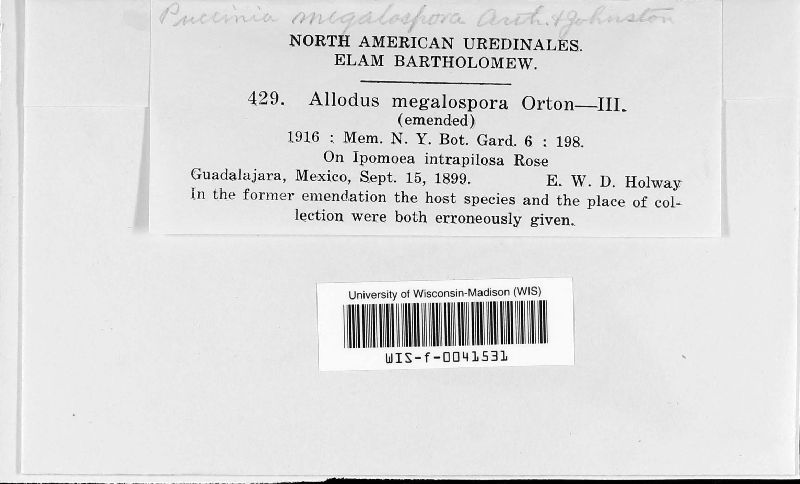 Puccinia megalospora Arth. & Johnston
NORTH AMERICAN UREDINALES.
ELAM BARTHOLOMEW.
429. Allodus megalospora Orton—III.
(emended)
1916 : Mem. N. Y. Bot. Gard. 6 : 198.
On Ipomoea intrapilosa Rose
Guadalajara, Mexico, Sept. 15, 1899. E. W. D. Holway
In the former emendation the host species and the place of col-
lection were both erroneously given.
University of Wisconsin-Madison (WIS)
WIS-f-0041531